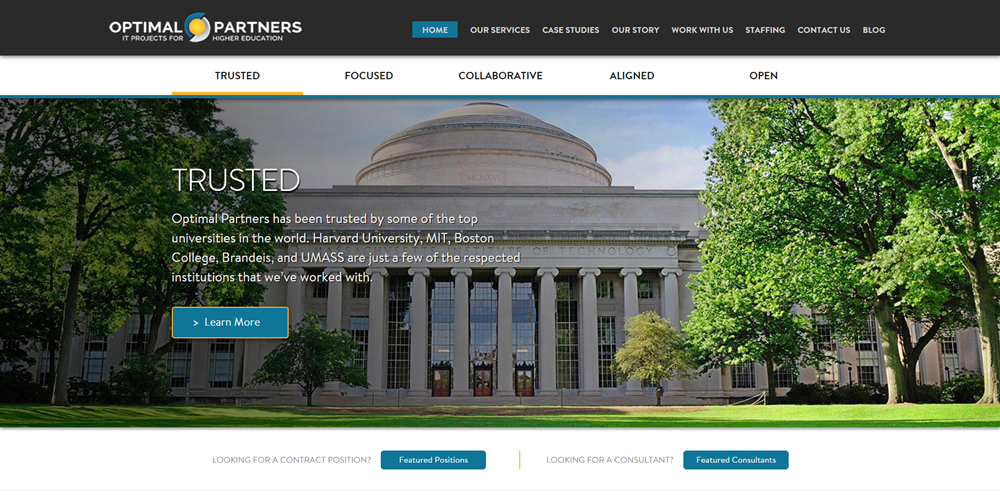 OPTIMAL PARTNERS
IT PROJECTS FOR HIGHER EDUCATION
HOME OUR SERVICES CASE STUDIES OUR STORY WORK WITH US STAFFING CONTACT US BLOG
TRUSTED FOCUSED COLLABORATIVE ALIGNED OPEN
MCMXVI
TRUSTED
Optimal Partners has been trusted by some of the top
universities in the world. Harvard University, MIT, Boston
College, Brandeis, and UMASS are just a few of the respected
institutions that we've worked with.
OF TECHNOLOGY
> Learn More
LOOKING FOR A CONTRACT POSITION? Featured Positions LOOKING FOR A CONSULTANT? Featured Consultants